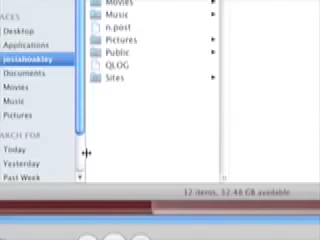 ACES
Desktop
Applications
josiahoakley
Documents
Movies
Music
Pictures
ARCH FOR
Today
Yesterday
Past Week
Movies
Music
n.post
Pictures
Public
QLOG
Sites
12 items, 32.48 GB available